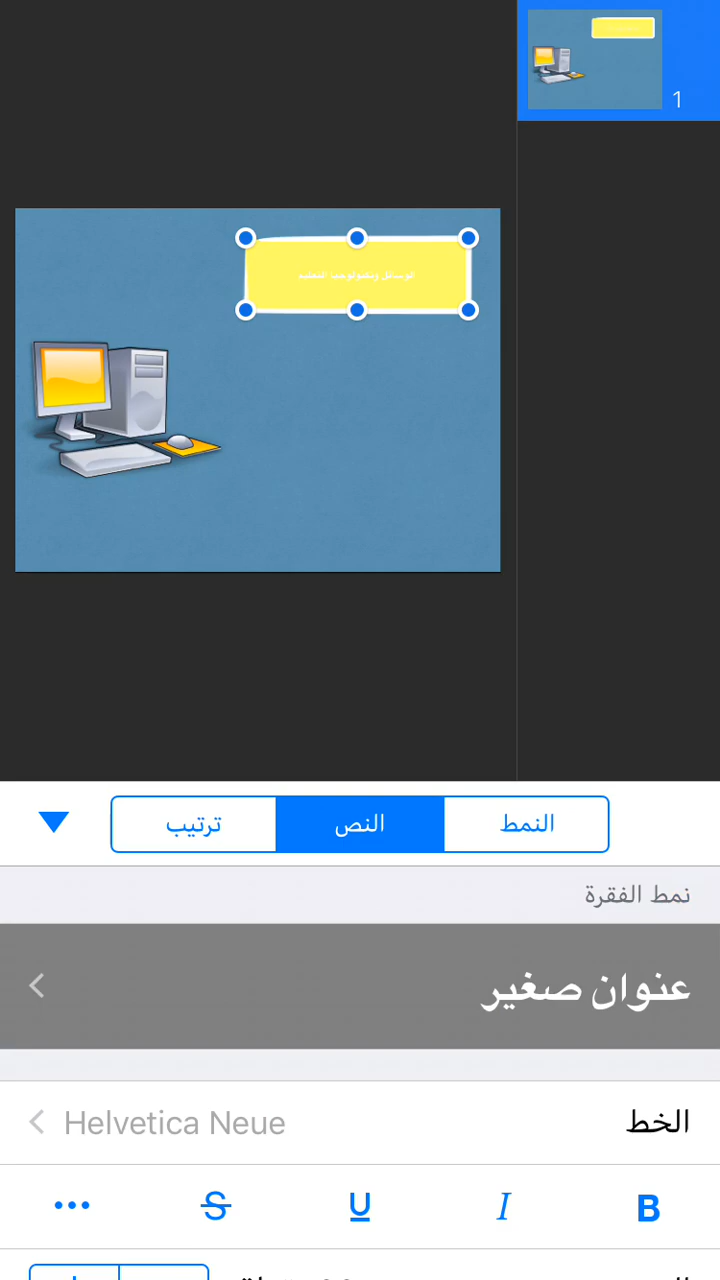 1
الوسائل وتكنولوجيا التعليم
النمط
النص
ترتيب
نمط الفقرة
عنوان صغير
الخط
Helvetica Neue
B
I
U
S
•••